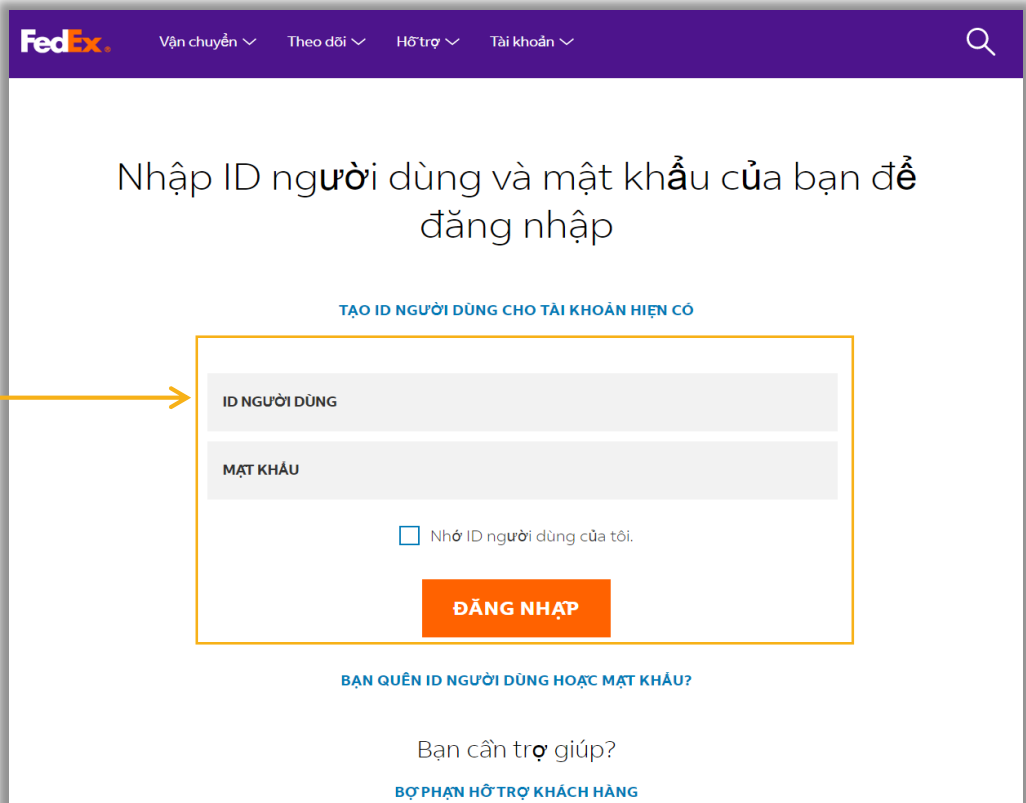 FedEx.
Vận chuyển Theo dõi Hỗ trợ Tài khoản
Nhập ID người dùng và mật khẩu của bạn để
đăng nhập
TẠO ID NGƯỜI DÙNG CHO TÀI KHOẢN HIỆN CÓ
ID NGƯỜI DÙNG
MẬT KHẨU
Nhớ ID người dùng của tôi.
ĐĂNG NHẬP
BẠN QUÊN ID NGƯỜI DÙNG HOẶC MẬT KHẨU?
Bạn cần trợ giúp?
BỘ PHẬN HỖ TRỢ KHÁCH HÀNG